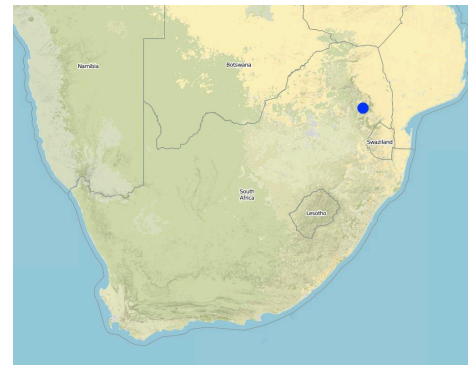 Namibia
Botswana
Swaziland
South
Africa
Lesotho